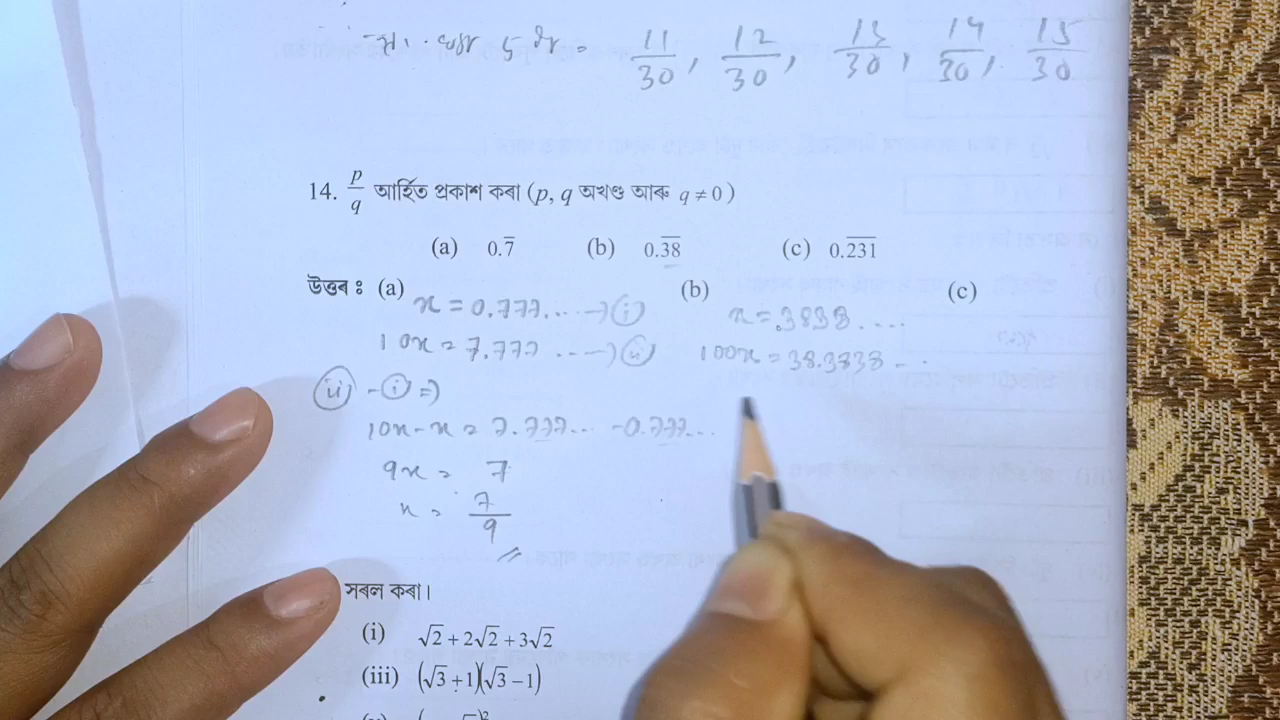 = 11/30, 12/30, 13/30, 14/30, 15/30
14. p/q আৰ্হিত প্ৰকাশ কৰা (p, q অখণ্ড আৰু q ≠ 0)
(a) 0.7̅ (b) 0.3̅8̅ (c) 0.2̅3̅1̅
উত্তৰ ঃ (a) (b) (c)
x = 0.777.... → (i) x = .3838....
10x = 7.777 .... → (ii) 100x = 38.3838 - .
(ii) - (i) ⇒)
10x - x = 7.777... - 0.777...
9x = 7
x = 7/9
সৰল কৰা।
(i) √2 + 2√2 + 3√2
(iii) (√3 + 1)(√3 − 1)